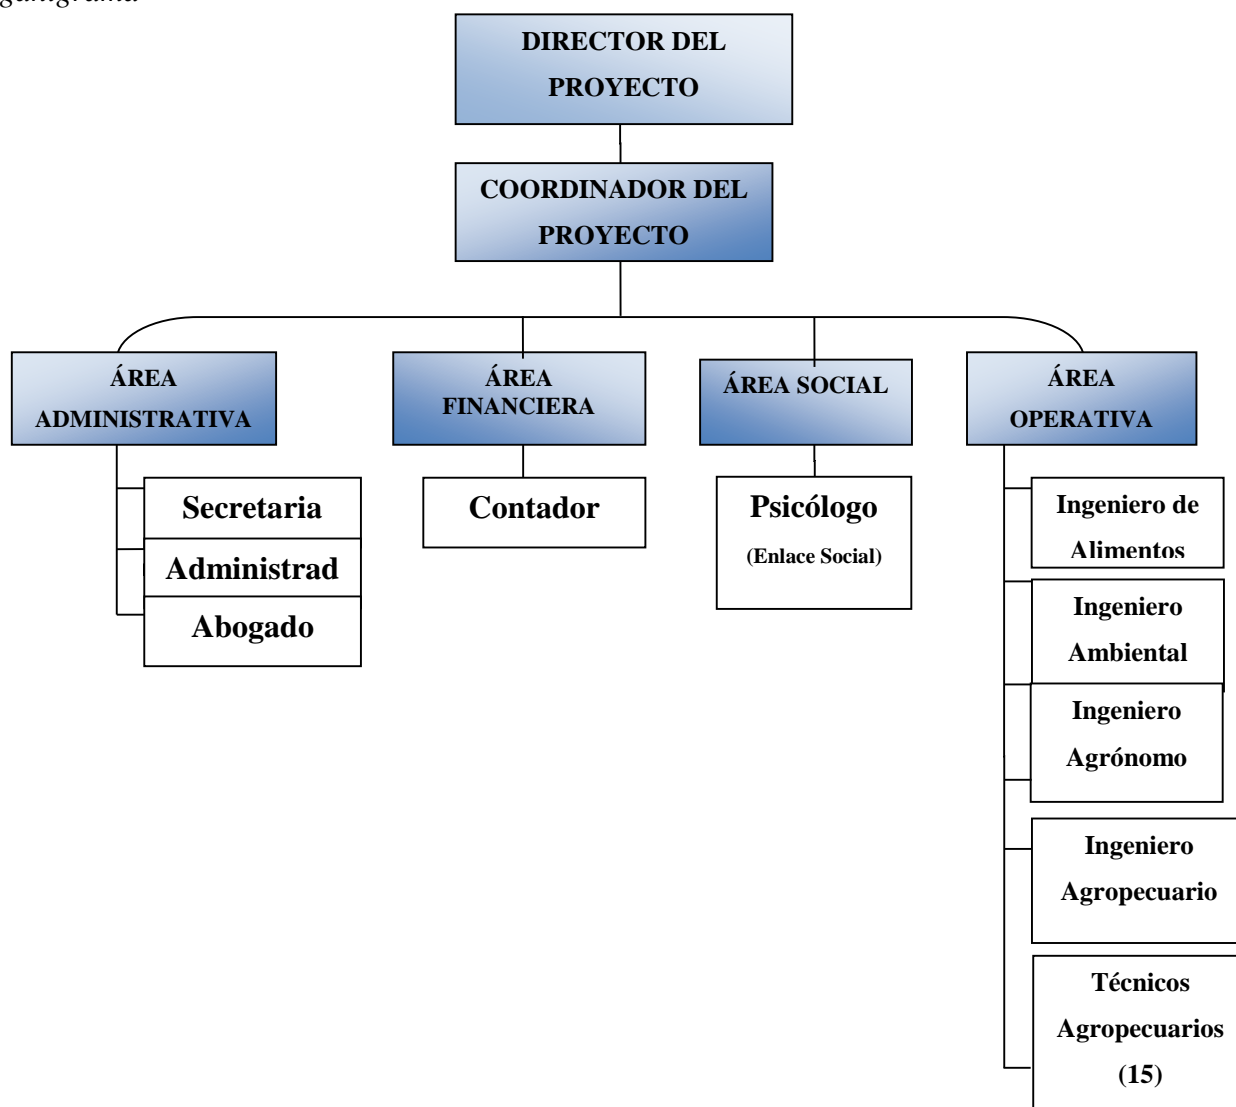 DIRECTOR DEL
PROYECTO
COORDINADOR DEL
PROYECTO
ÁREA
ADMINISTRATIVA
Secretaria
Administrad
Abogado
ÁREA
FINANCIERA
Contador
ÁREA SOCIAL
Psicólogo
(Enlace Social)
ÁREA
OPERATIVA
Ingeniero de
Alimentos
Ingeniero
Ambiental
Ingeniero
Agrónomo
Ingeniero
Agropecuario
Técnicos
Agropecuarios
(15)